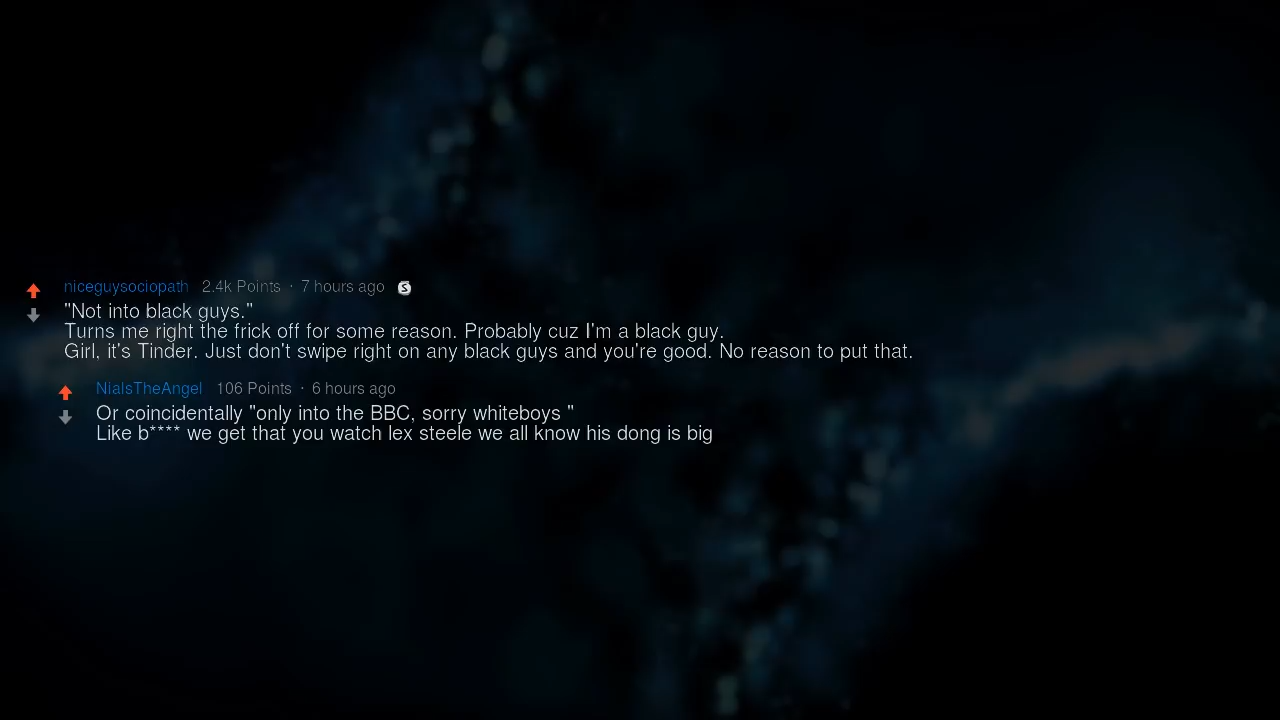 niceguysociopath 2.4k Points · 7 hours ago
"Not into black guys."
Turns me right the frick off for some reason. Probably cuz I'm a black guy.
Girl, it's Tinder. Just don't swipe right on any black guys and you're good. No reason to put that.
NialsTheAngel 106 Points · 6 hours ago
Or coincidentally "only into the BBC, sorry whiteboys "
Like b**** we get that you watch lex steele we all know his dong is big